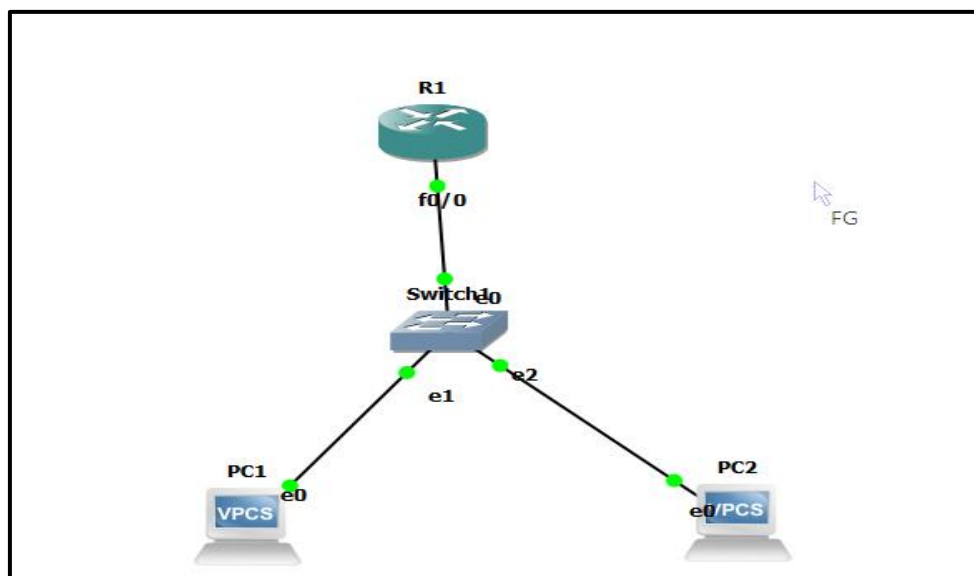 R1
f0/0
FG
Switch1
e0
e2
e1
PC1
PC2
e0
e0
VPCS
VPCS